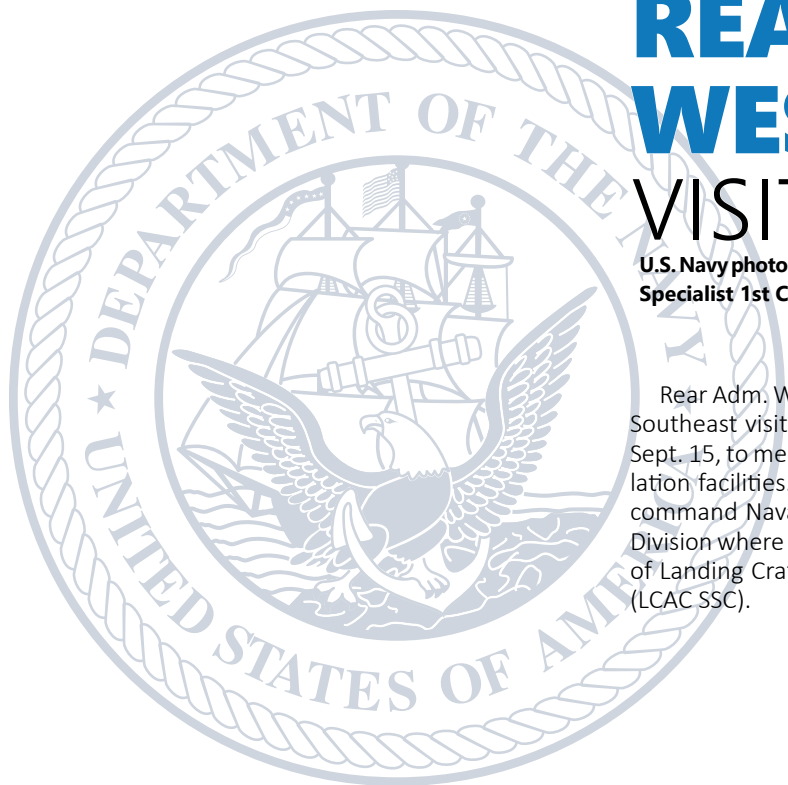 DEPARTMENT OF THE NAVY
UNITED STATES OF AMERICA
REA
WES
VISIT
U.S. Navy photo
Specialist 1st C
Rear Adm. W
Southeast visit
Sept. 15, to me
lation facilities.
command Nava
Division where
of Landing Craf
(LCAC SSC).